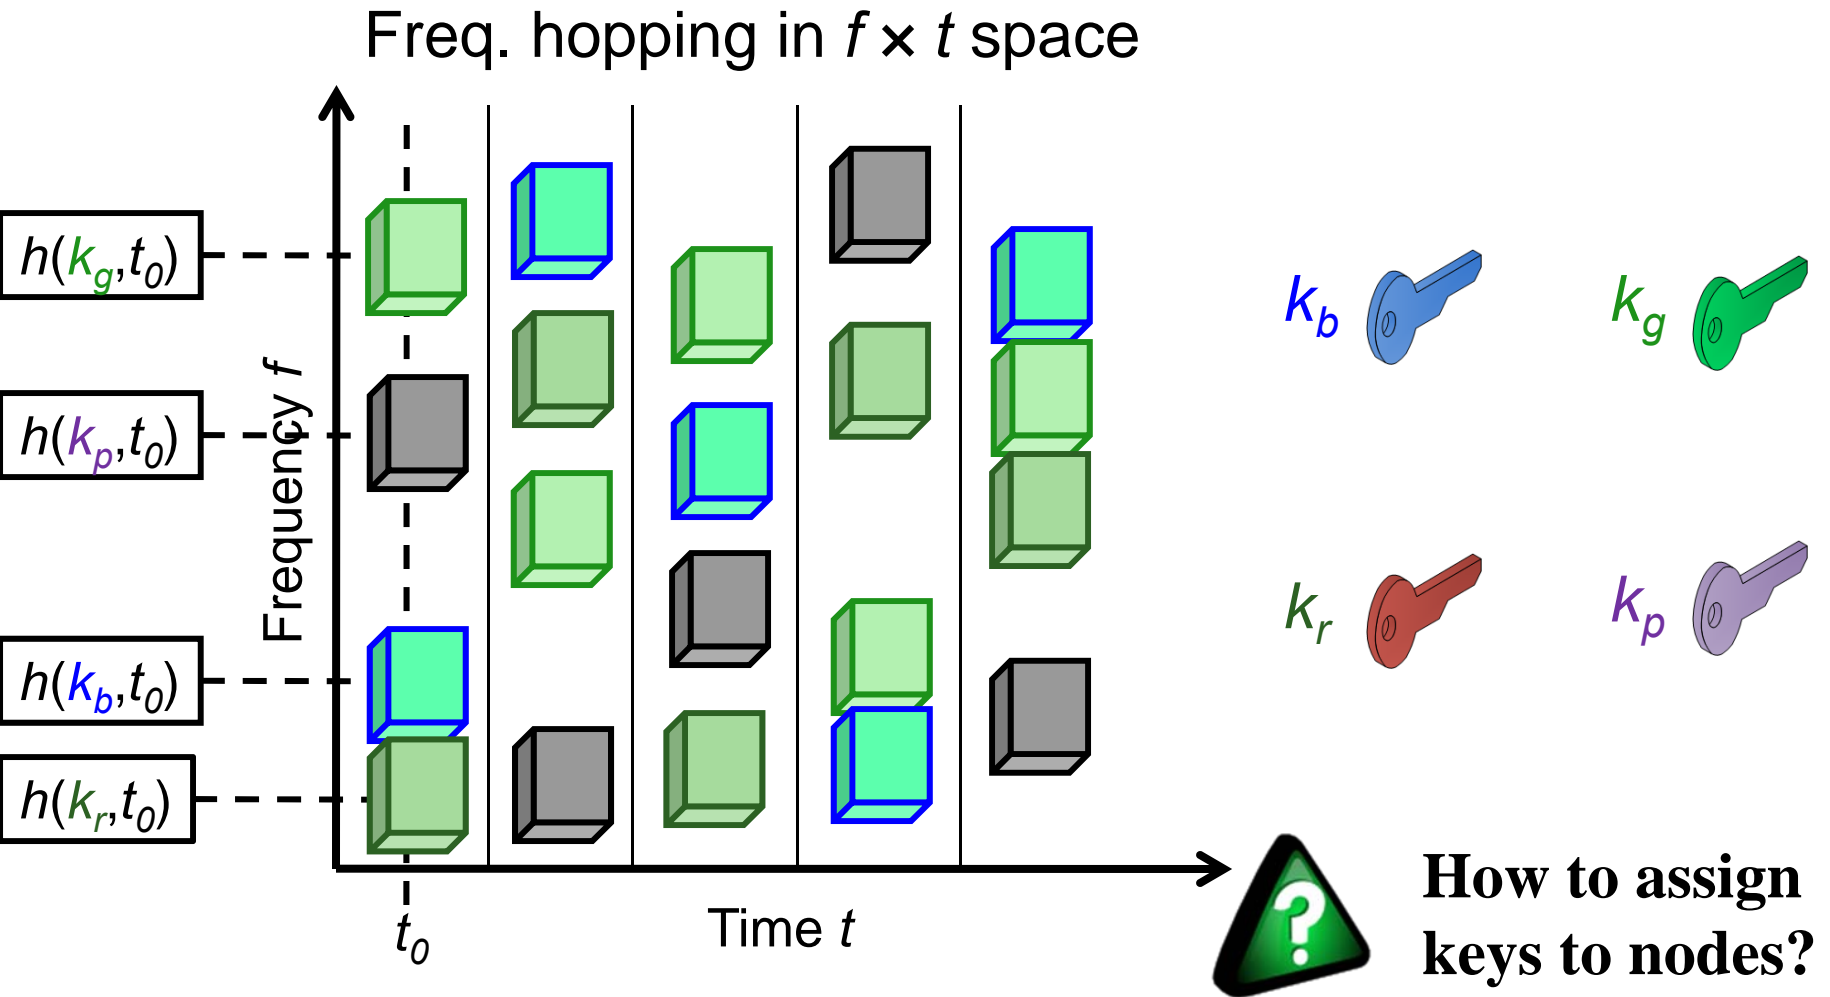 Freq. hopping in f × t space
h(kg,t0)
h(kp,t0)
h(kb,t0)
h(kr,t0)
Frequency f
t0
Time t
kb
kg
kr
kp
?
How to assign
keys to nodes?